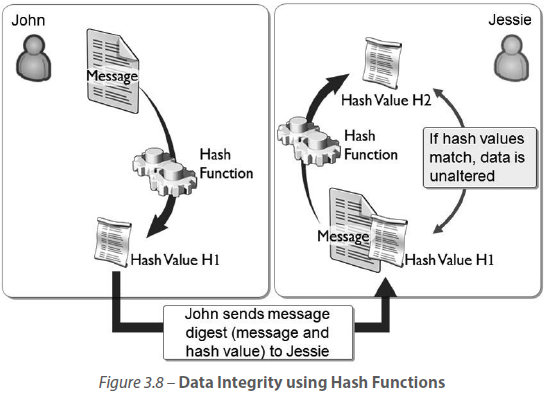 John
Message
Hash
Function
Hash Value H1
Jessie
Hash Value H2
Hash
Function
If hash values
match, data is
unaltered
Message
Hash Value H1
John sends message
digest (message and
hash value) to Jessie
Figure 3.8 – Data Integrity using Hash Functions